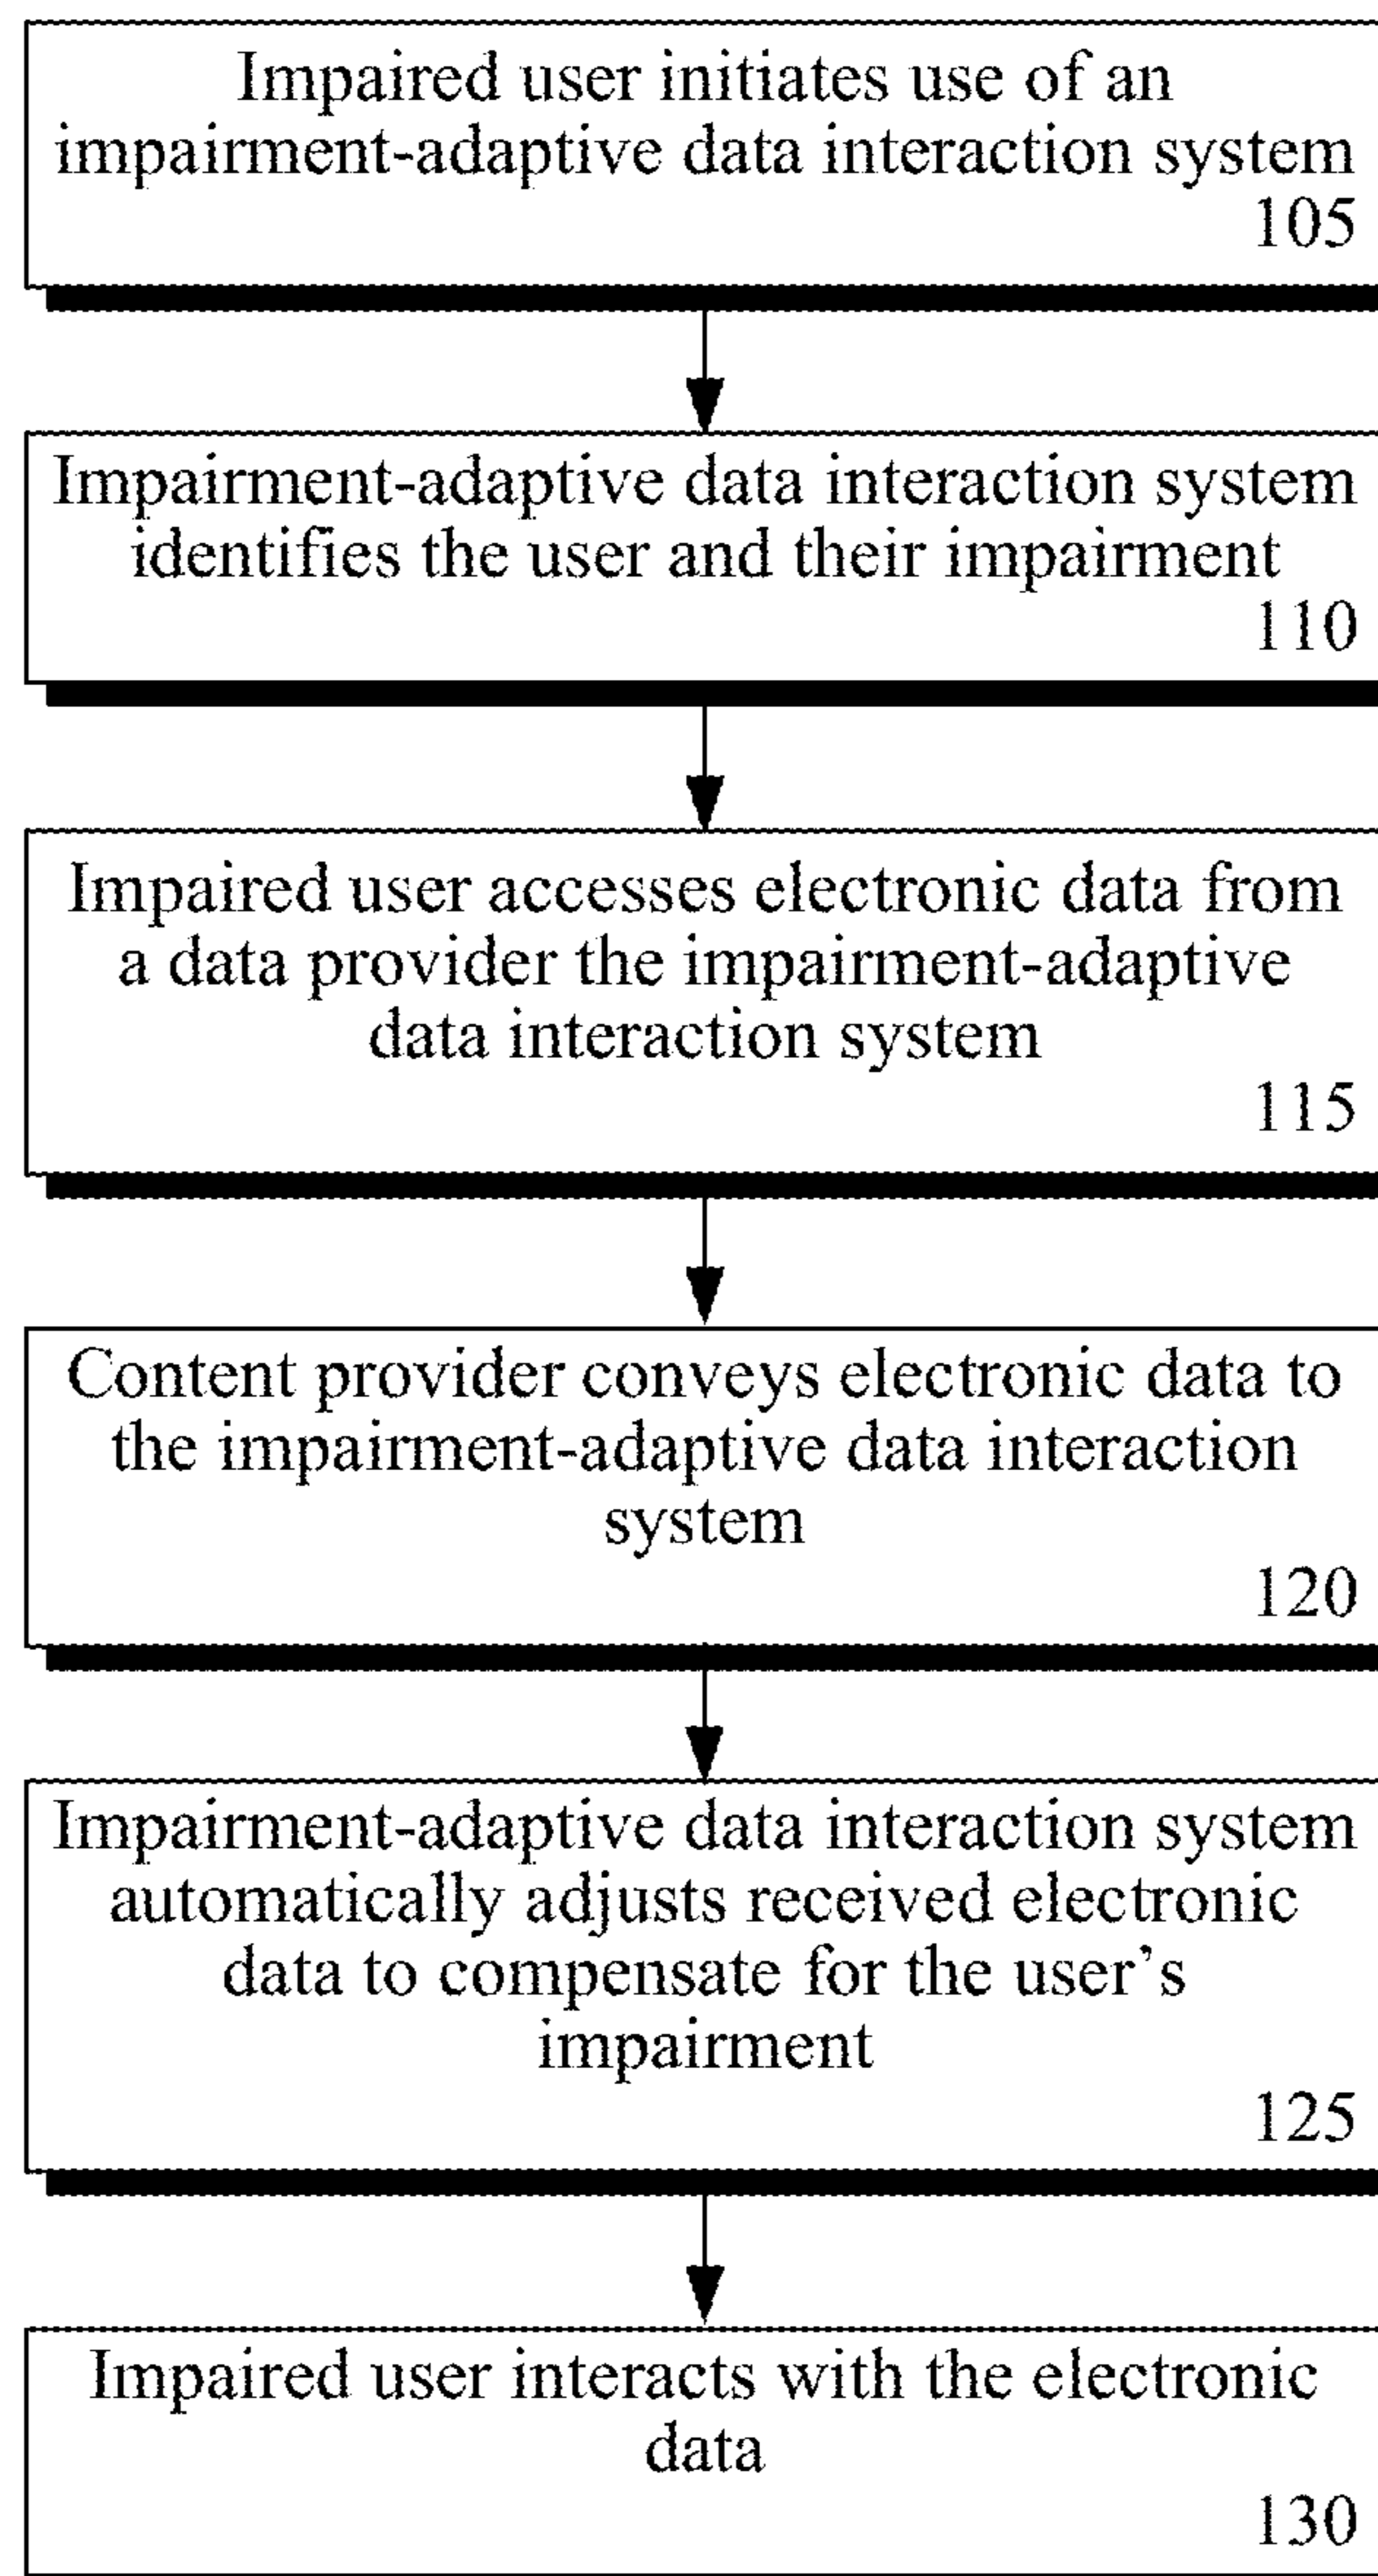 Impaired user initiates use of an
impairment-adaptive data interaction system
105
Impairment-adaptive data interaction system
identifies the user and their impairment
110
Impaired user accesses electronic data from
a data provider the impairment-adaptive
data interaction system
115
Content provider conveys electronic data to
the impairment-adaptive data interaction
system
120
Impairment-adaptive data interaction system
automatically adjusts received electronic
data to compensate for the user's
impairment
125
Impaired user interacts with the electronic
data
130